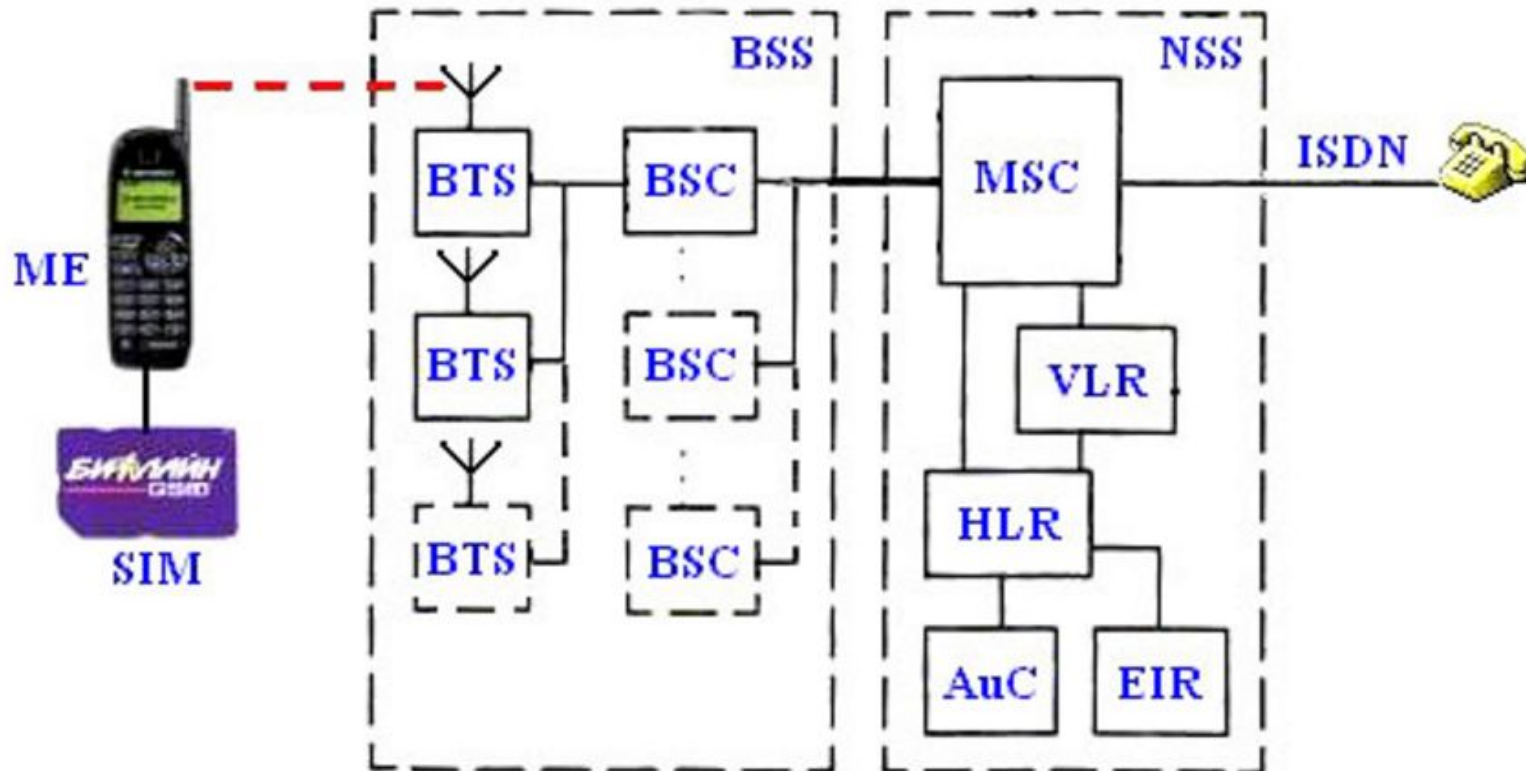 BSS
NSS
BTS
BSC
MSC
ISDN
ME
BTS
BSC
VLR
БИЛАЙН
GSM
SIM
BTS
BSC
HLR
AuC
EIR